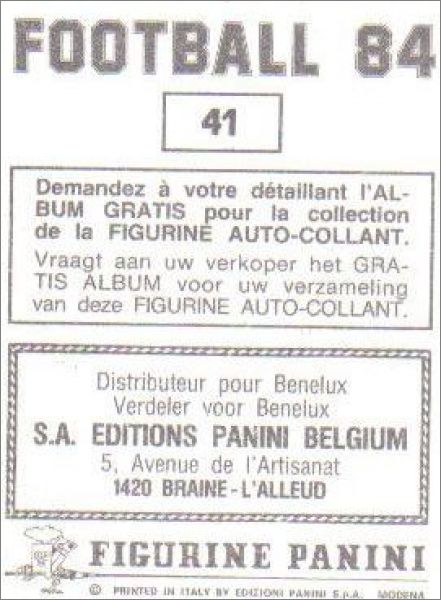 FOOTBALL 84
41
Demandez à votre détaillant l'AL-
BUM GRATIS pour la collection
de la FIGURINE AUTO-COLLANT.
Vraagt aan uw verkoper het GRA-
TIS ALBUM voor uw verzameling
van deze FIGURINE AUTO-COLLANT.
Distributeur pour Benelux
Verdeler voor Benelux
S.A. EDITIONS PANINI BELGIUM
5, Avenue de l'Artisanat
1420 BRAINE-L'ALLEUD
FIGURINE PANINI
© PRINTED IN ITALY BY EDIZIONI PANINI S.p.A. MODENA